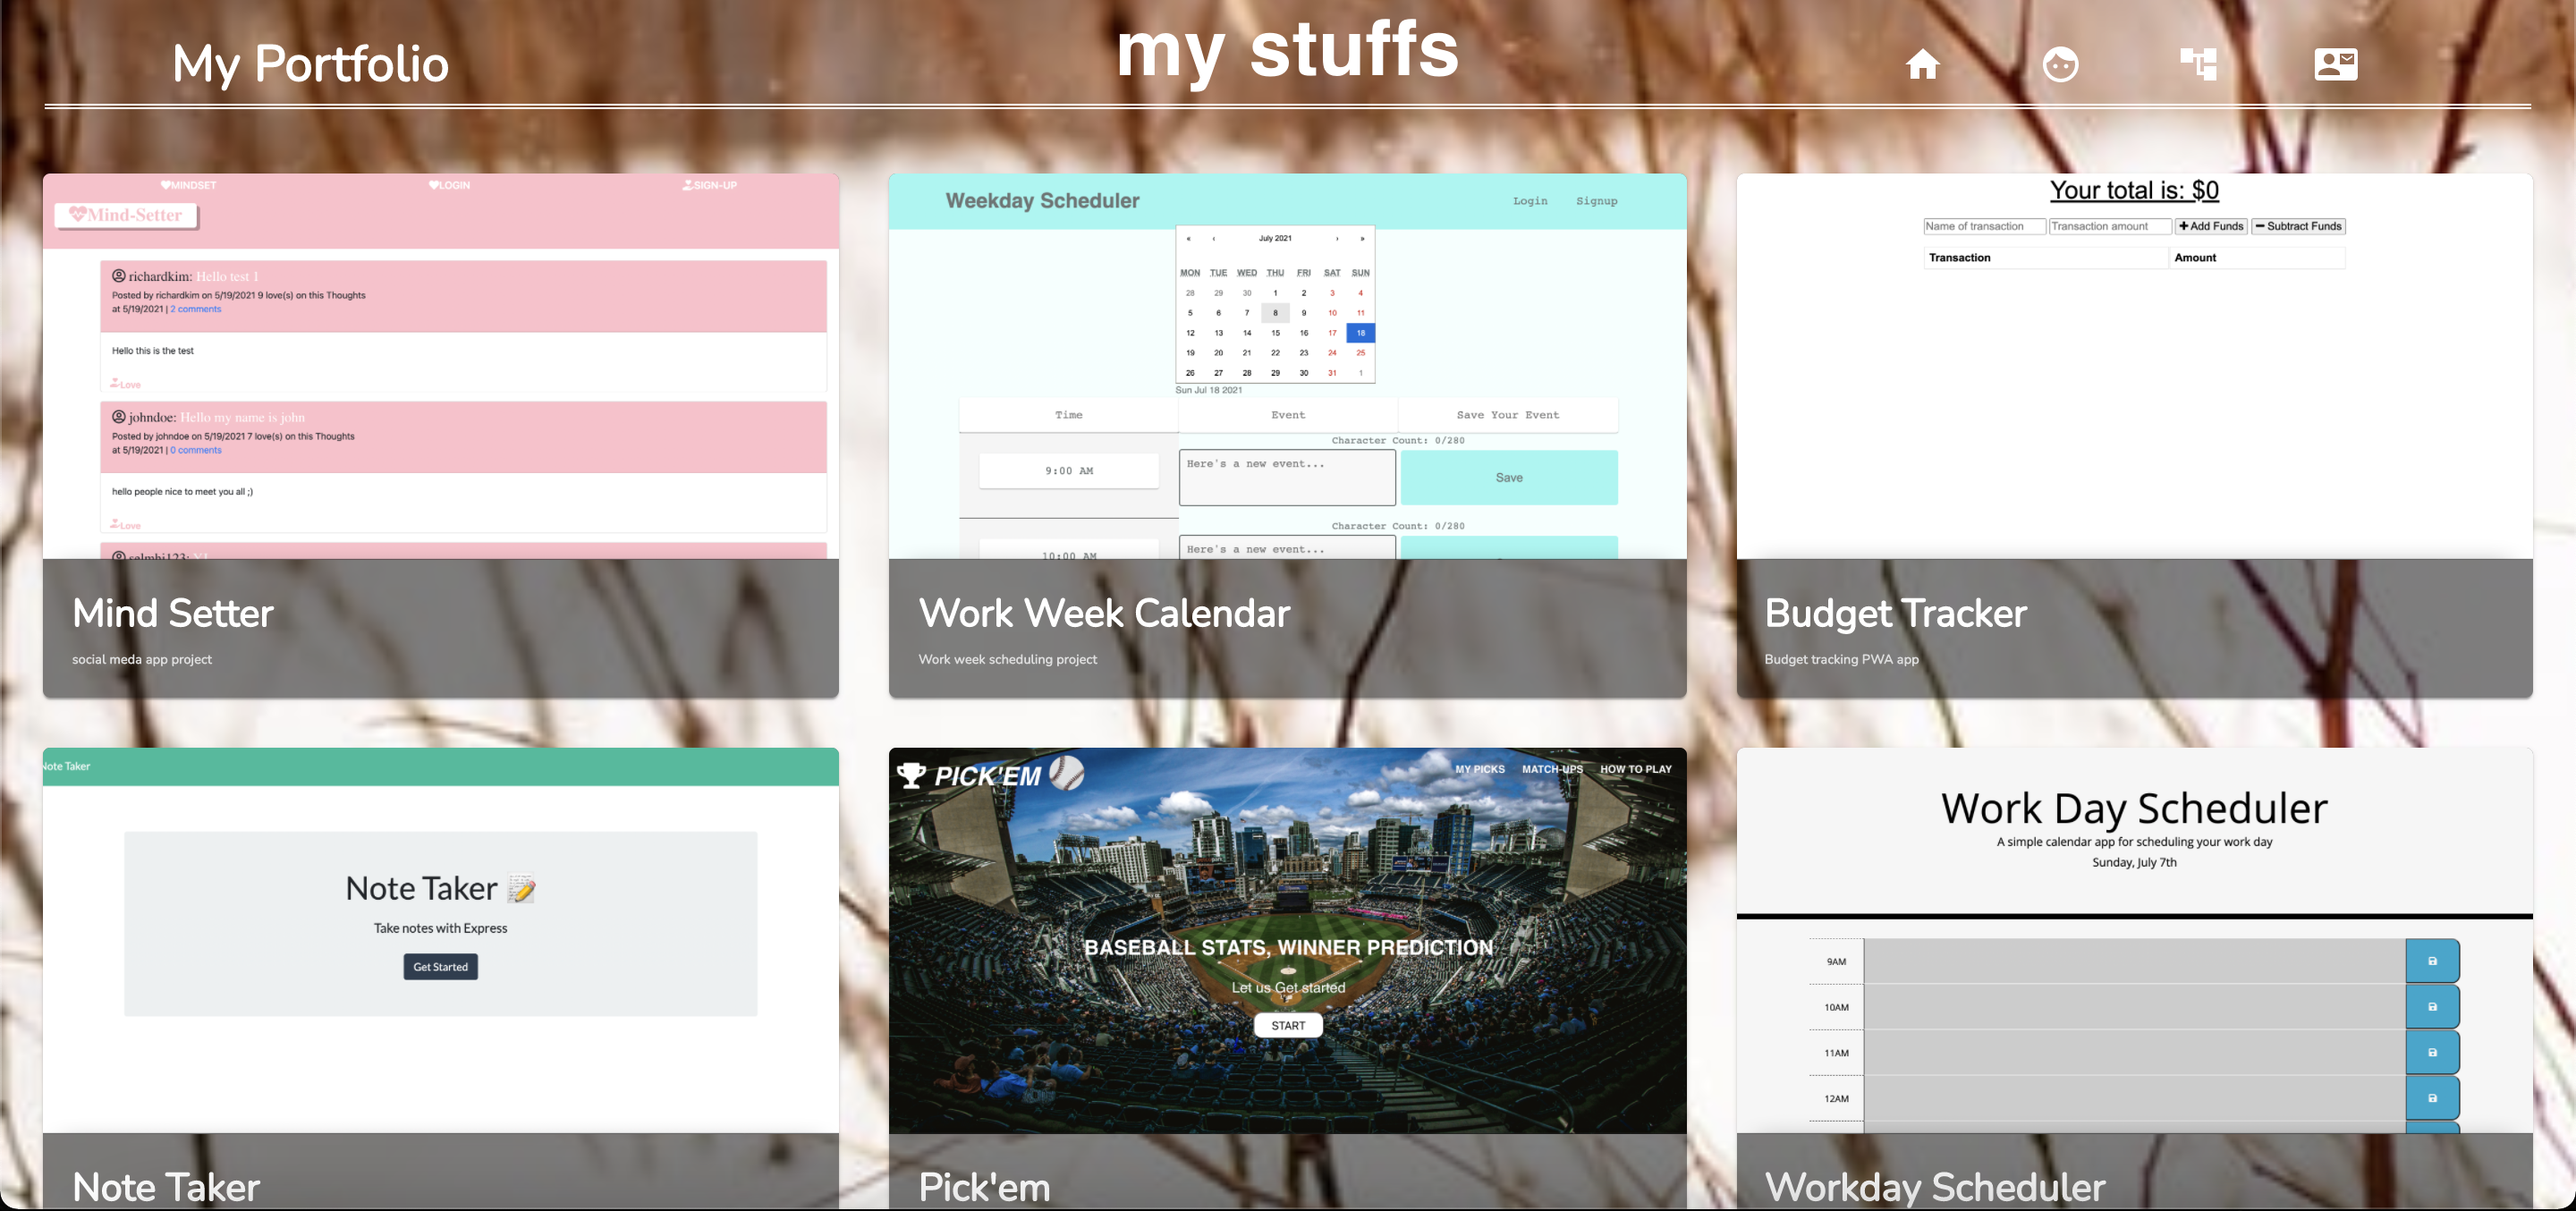 My Portfolio
my stuffs
MINDSET LOGIN SIGN-UP
Mind-Setter
richardkim: Hello test 1
Posted by richardkim on 5/19/2021 9 love(s) on this Thoughts
at 5/19/2021 | 2 comments
Hello this is the test
Love
johndoe: Hello my name is john
Posted by johndoe on 5/19/2021 7 love(s) on this Thoughts
at 5/19/2021 | 0 comments
hello people nice to meet you all ;)
Love
Mind Setter
social meda app project
Weekday Scheduler
Login Signup
« ‹ July 2021 › »
MON TUE WED THU FRI SAT SUN
28 29 30 1 2 3 4
5 6 7 8 9 10 11
12 13 14 15 16 17 18
19 20 21 22 23 24 25
26 27 28 29 30 31 1
Sun Jul 18 2021
Time Event Save Your Event
Character Count: 0/280
9:00 AM
Here's a new event...
Save
Character Count: 0/280
10:00 AM
Here's a new event...
Work Week Calendar
Work week scheduling project
Your total is: $0
Name of transaction Transaction amount + Add Funds − Subtract Funds
Transaction Amount
Budget Tracker
Budget tracking PWA app
Note Taker
Note Taker
Take notes with Express
Get Started
Note Taker
PICK'EM
MY PICKS MATCH-UPS HOW TO PLAY
BASEBALL STATS, WINNER PREDICTION
Let us Get started
START
Pick'em
Work Day Scheduler
A simple calendar app for scheduling your work day
Sunday, July 7th
9AM
10AM
11AM
12AM
Workday Scheduler